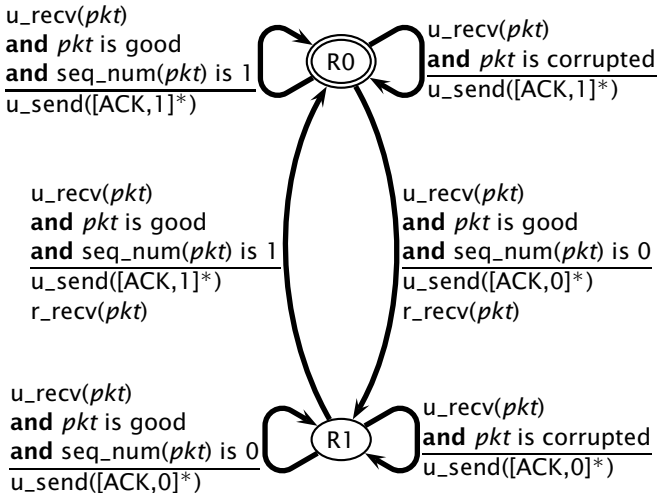 u_recv(pkt)
and pkt is good
and seq_num(pkt) is 1
u_send([ACK,1]*)
R0
u_recv(pkt)
and pkt is corrupted
u_send([ACK,1]*)
u_recv(pkt)
and pkt is good
and seq_num(pkt) is 1
u_send([ACK,1]*)
r_recv(pkt)
u_recv(pkt)
and pkt is good
and seq_num(pkt) is 0
u_send([ACK,0]*)
r_recv(pkt)
u_recv(pkt)
and pkt is good
and seq_num(pkt) is 0
u_send([ACK,0]*)
R1
u_recv(pkt)
and pkt is corrupted
u_send([ACK,0]*)